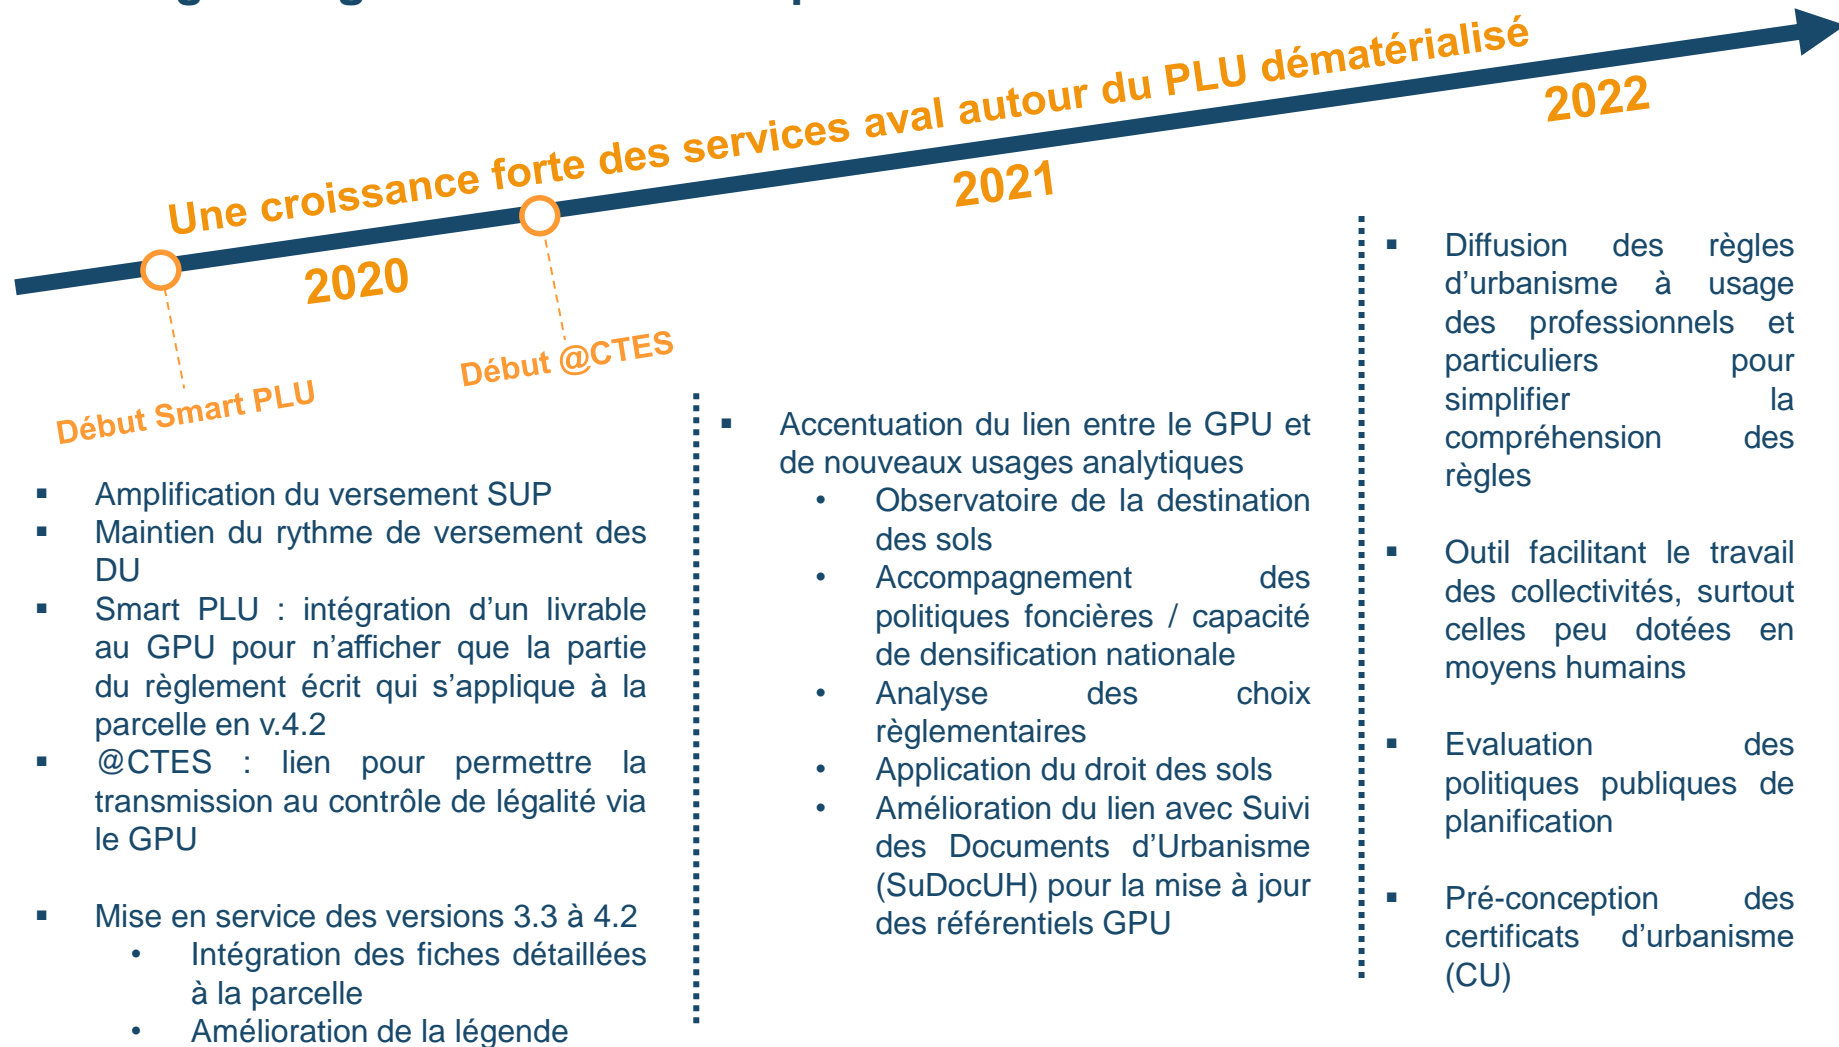 Une croissance forte des services aval autour du PLU dématérialisé
2020
2021
2022
Début Smart PLU
Début @CTES
▪ Amplification du versement SUP
▪ Maintien du rythme de versement des
DU
▪ Smart PLU : intégration d’un livrable
au GPU pour n’afficher que la partie
du règlement écrit qui s’applique à la
parcelle en v.4.2
▪ @CTES : lien pour permettre la
transmission au contrôle de légalité via
le GPU
▪ Mise en service des versions 3.3 à 4.2
• Intégration des fiches détaillées
à la parcelle
• Amélioration de la légende
▪ Accentuation du lien entre le GPU et
de nouveaux usages analytiques
• Observatoire de la destination
des sols
• Accompagnement des
politiques foncières / capacité
de densification nationale
• Analyse des choix
règlementaires
• Application du droit des sols
• Amélioration du lien avec Suivi
des Documents d’Urbanisme
(SuDocUH) pour la mise à jour
des référentiels GPU
▪ Diffusion des règles
d’urbanisme à usage
des professionnels et
particuliers pour
simplifier la
compréhension des
règles
▪ Outil facilitant le travail
des collectivités, surtout
celles peu dotées en
moyens humains
▪ Evaluation des
politiques publiques de
planification
▪ Pré-conception des
certificats d’urbanisme
(CU)